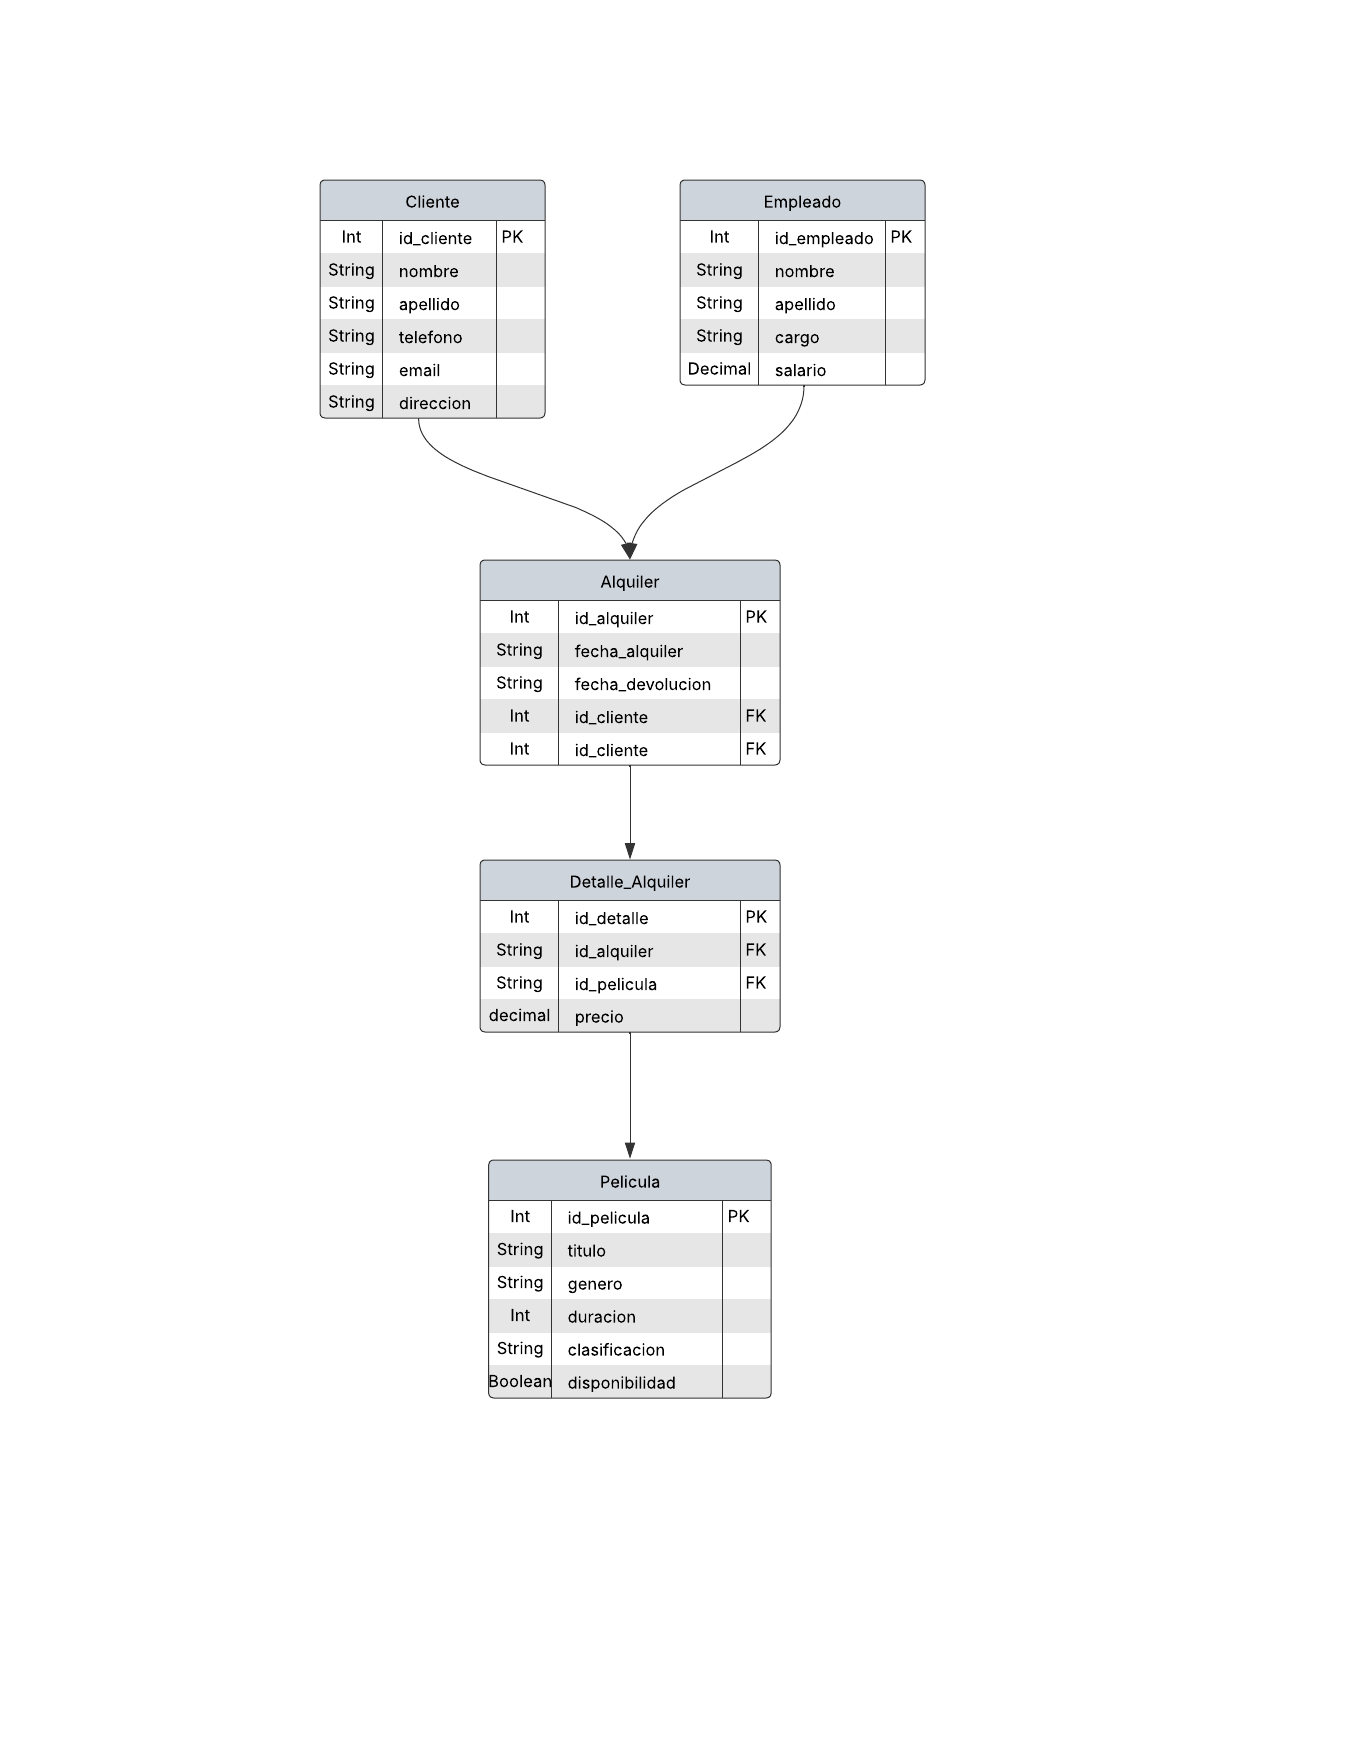 Cliente
Int id_cliente PK
String nombre
String apellido
String telefono
String email
String direccion
Empleado
Int id_empleado PK
String nombre
String apellido
String cargo
Decimal salario
Alquiler
Int id_alquiler PK
String fecha_alquiler
String fecha_devolucion
Int id_cliente FK
Int id_cliente FK
Detalle_Alquiler
Int id_detalle PK
String id_alquiler FK
String id_pelicula FK
decimal precio
Pelicula
Int id_pelicula PK
String titulo
String genero
Int duracion
String clasificacion
Boolean disponibilidad